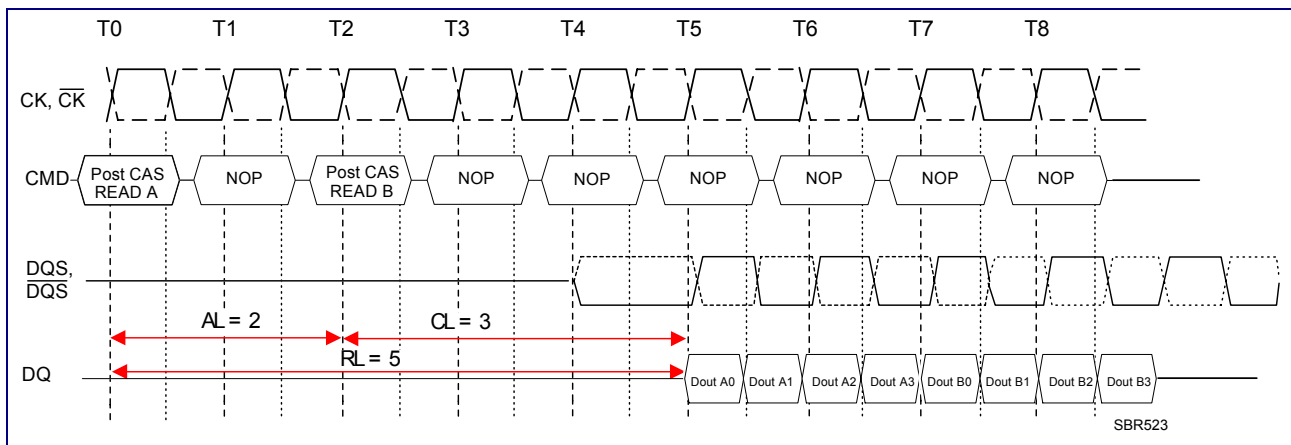 T0 T1 T2 T3 T4 T5 T6 T7 T8
CK, CK
CMD
Post CAS
READ A
NOP
Post CAS
READ B
NOP
NOP
NOP
NOP
NOP
NOP
DQS,
DQS
AL = 2
CL = 3
RL = 5
DQ
Dout A0 Dout A1 Dout A2 Dout A3 Dout B0 Dout B1 Dout B2 Dout B3
SBR523